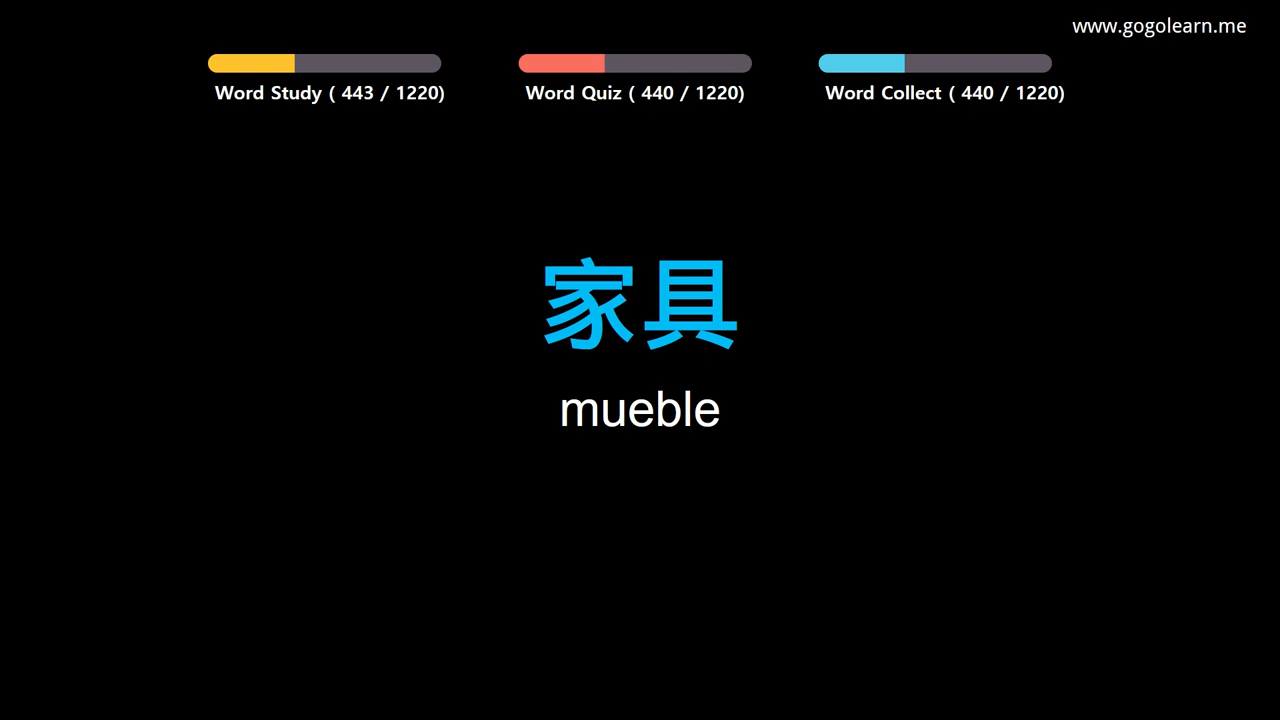 www.gogolearn.me
Word Study ( 443 / 1220)
Word Quiz ( 440 / 1220)
Word Collect ( 440 / 1220)
家具
mueble